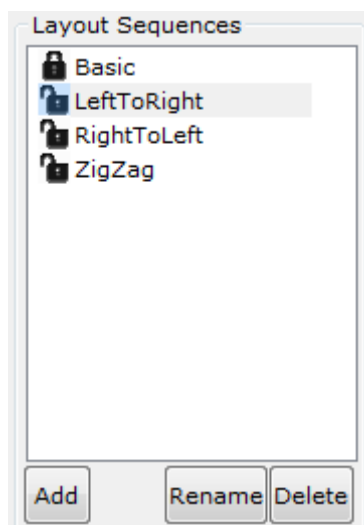 Layout Sequences
Basic
LeftToRight
RightToLeft
ZigZag
Add Rename Delete